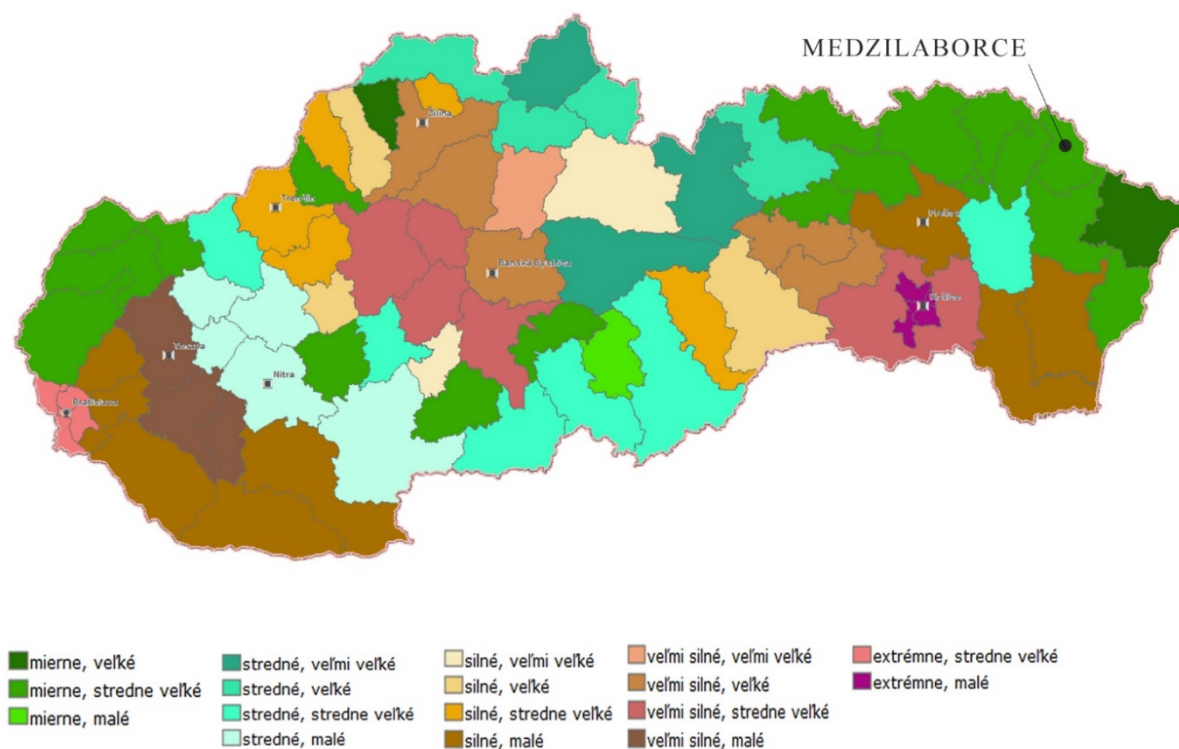 MEDZILABORCE
Žilina
Trenčín
Prešov
Banská Bystrica
Košice
Trnava
Nitra
Bratislava
mierne, veľké
mierne, stredne veľké
mierne, malé
stredné, veľmi veľké
stredné, veľké
stredné, stredne veľké
stredné, malé
silné, veľmi veľké
silné, veľké
silné, stredne veľké
silné, malé
veľmi silné, veľmi veľké
veľmi silné, veľké
veľmi silné, stredne veľké
veľmi silné, malé
extrémne, stredne veľké
extrémne, malé